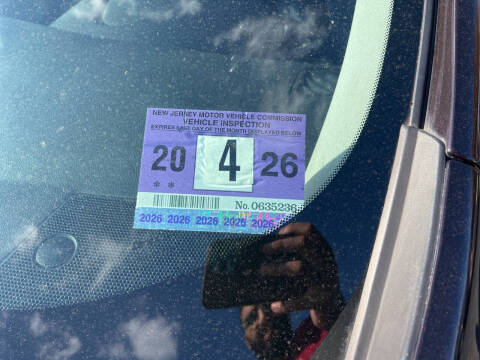 NEW JERSEY MOTOR VEHICLE COMMISSION
VEHICLE INSPECTION
EXPIRES LAST DAY OF THE MONTH DISPLAYED BELOW
20 4 26
**
No. 0635236
2026 2026 2026 2026 2026